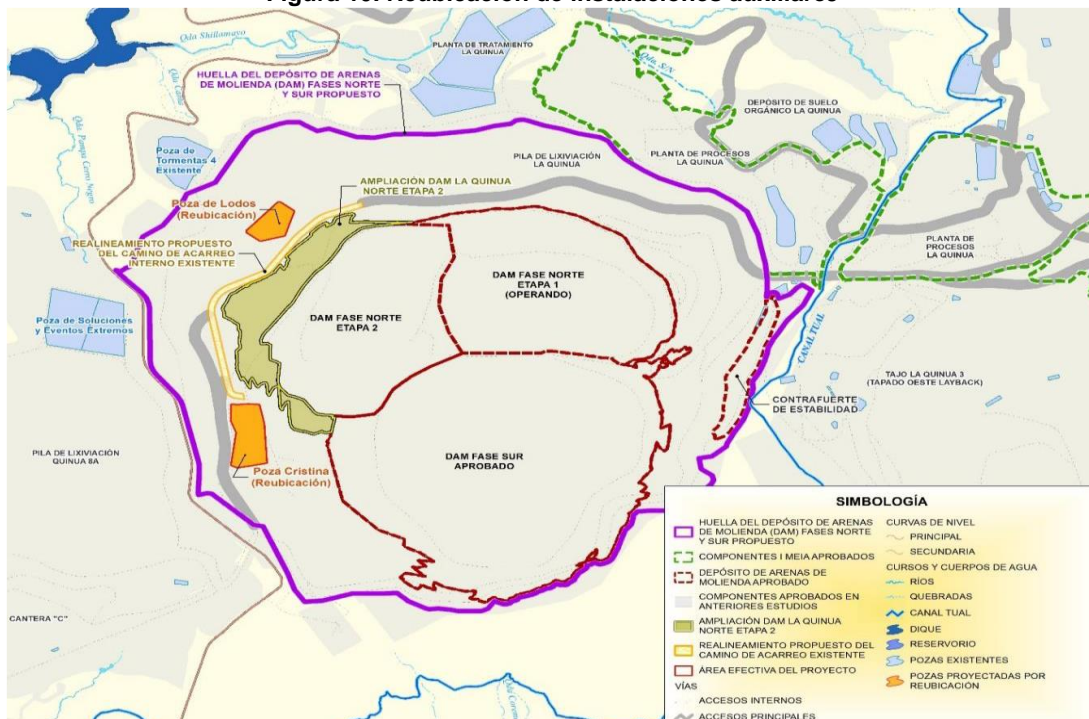 Figura 10. Reubicación de instalaciones auxiliares
Qda Shillamayo
PLANTA DE TRATAMIENTO
LA QUINUA
Qda. S/N
HUELLA DEL DEPÓSITO DE ARENAS
DE MOLIENDA (DAM) FASES NORTE
Y SUR PROPUESTO
DEPÓSITO DE SUELO
ORGÁNICO LA QUINUA
Poza de
Tormentas 4
Existente
PILA DE LIXIVIACIÓN
LA QUINUA
PLANTA DE PROCESOS
LA QUINUA
AMPLIACIÓN DAM LA QUINUA
NORTE ETAPA 2
Poza de Lodos
(Reubicación)
REALINEAMIENTO PROPUESTO
DEL CAMINO DE ACARREO
INTERNO EXISTENTE
PLANTA DE
PROCESOS
LA QUINUA
DAM FASE NORTE
ETAPA 1
(OPERANDO)
DAM FASE NORTE
ETAPA 2
Poza de Soluciones
y Eventos Extremos
CANAL TUAL
TAJO LA QUINUA 3
(TAPADO OESTE LAYBACK)
CONTRAFUERTE
DE ESTABILIDAD
PILA DE LIXIVIACIÓN
QUINUA 8A
DAM FASE SUR
APROBADO
Poza Cristina
(Reubicación)
CANTERA "C"
SIMBOLOGÍA
HUELLA DEL DEPÓSITO DE ARENAS
DE MOLIENDA (DAM) FASES NORTE
Y SUR PROPUESTO
COMPONENTES I MEIA APROBADOS
DEPÓSITO DE ARENAS DE
MOLIENDA APROBADO
COMPONENTES APROBADOS EN
ANTERIORES ESTUDIOS
AMPLIACIÓN DAM LA QUINUA
NORTE ETAPA 2
REALINEAMIENTO PROPUESTO DEL
CAMINO DE ACARREO EXISTENTE
ÁREA EFECTIVA DEL PROYECTO
VÍAS
ACCESOS INTERNOS
ACCESOS PRINCIPALES
CURVAS DE NIVEL
PRINCIPAL
SECUNDARIA
CURSOS Y CUERPOS DE AGUA
RÍOS
QUEBRADAS
CANAL TUAL
DIQUE
RESERVORIO
POZAS EXISTENTES
POZAS PROYECTADAS POR
REUBICACIÓN